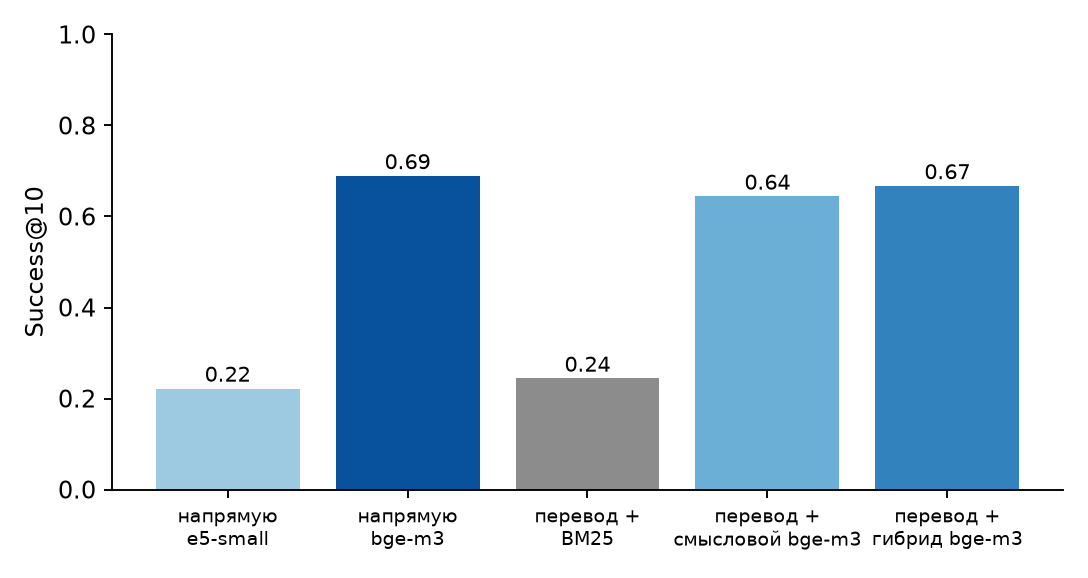 Success@10
1.0
0.8
0.6
0.4
0.2
0.0
0.22
0.69
0.24
0.64
0.67
напрямую
e5-small
напрямую
bge-m3
перевод +
BM25
перевод +
смысловой bge-m3
перевод +
гибрид bge-m3